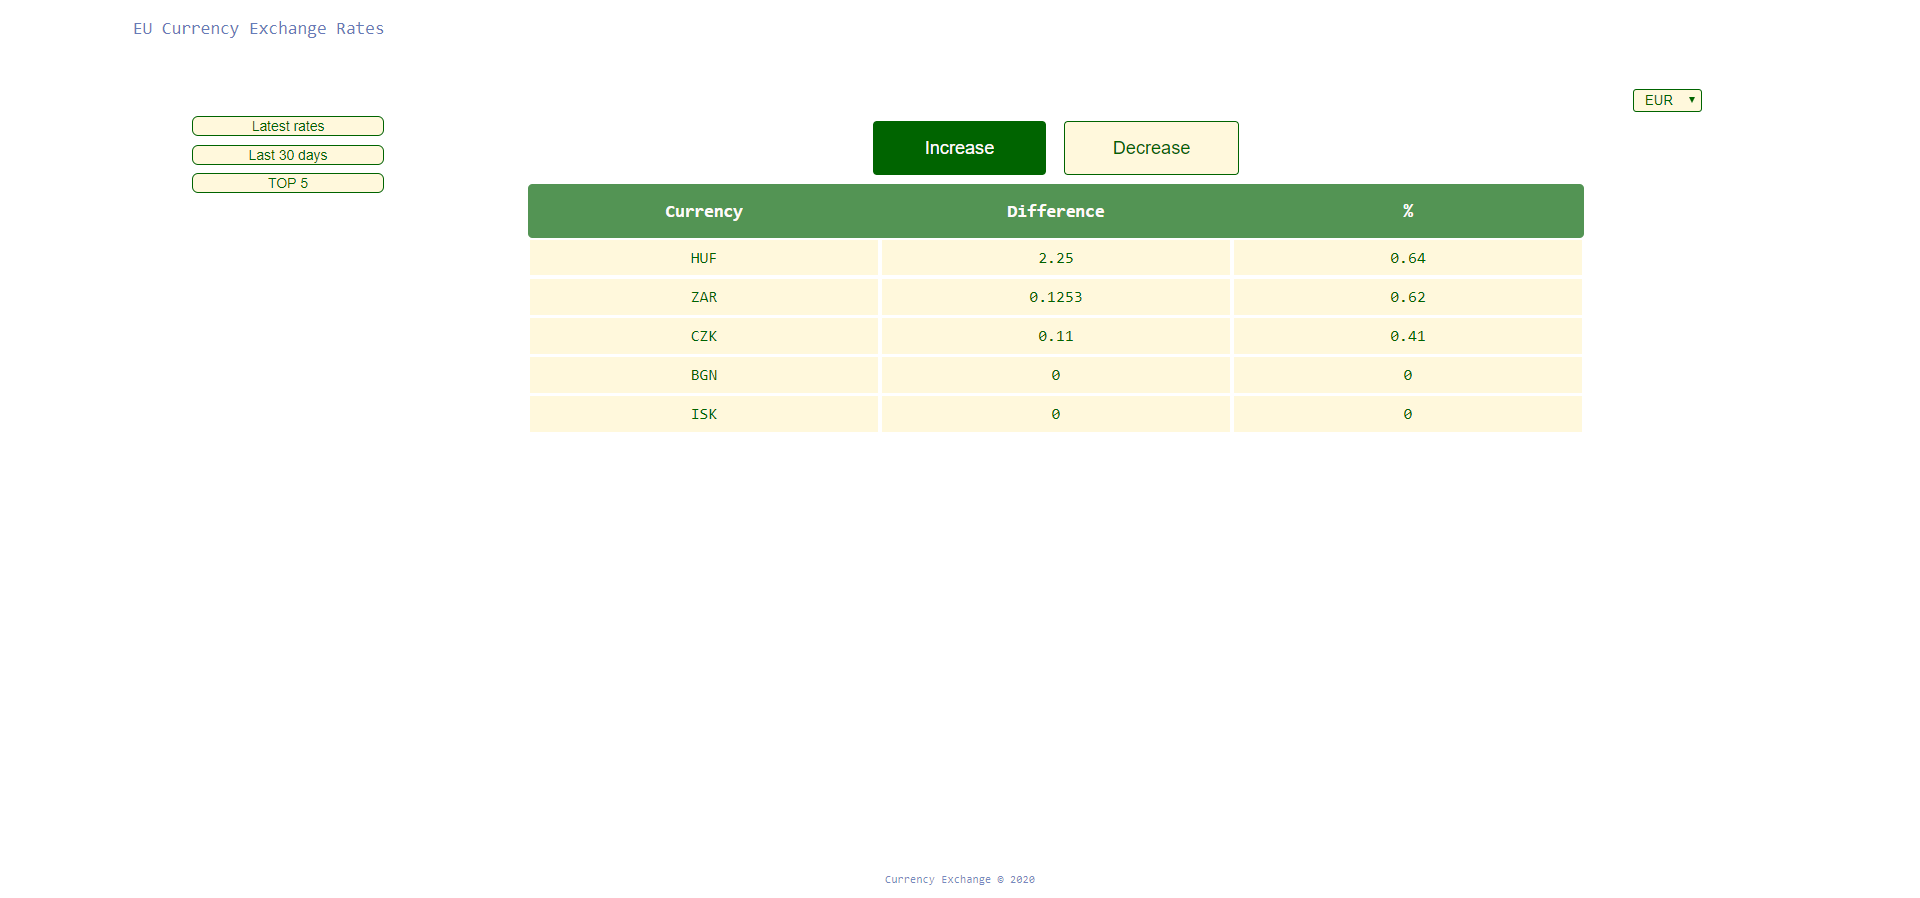 EU Currency Exchange Rates
EUR
Latest rates
Last 30 days
TOP 5
Increase Decrease
Currency Difference %
HUF 2.25 0.64
ZAR 0.1253 0.62
CZK 0.11 0.41
BGN 0 0
ISK 0 0
Currency Exchange © 2020